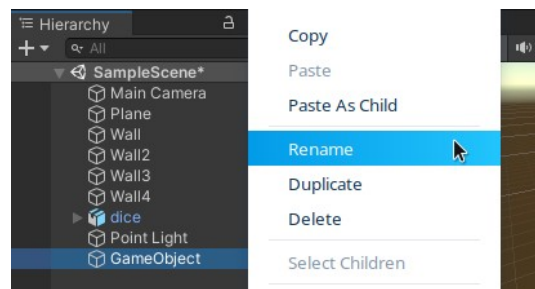 Hierarchy
All
SampleScene*
Main Camera
Plane
Wall
Wall2
Wall3
Wall4
dice
Point Light
GameObject
Copy
Paste
Paste As Child
Rename
Duplicate
Delete
Select Children